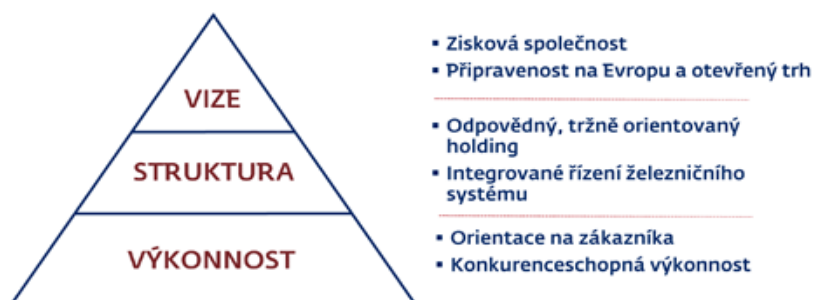 VIZE
▪ Zisková společnost
▪ Připravenost na Evropu a otevřený trh
STRUKTURA
▪ Odpovědný, tržně orientovaný
holding
▪ Integrované řízení železničního
systému
VÝKONNOST
▪ Orientace na zákazníka
▪ Konkurenceschopná výkonnost